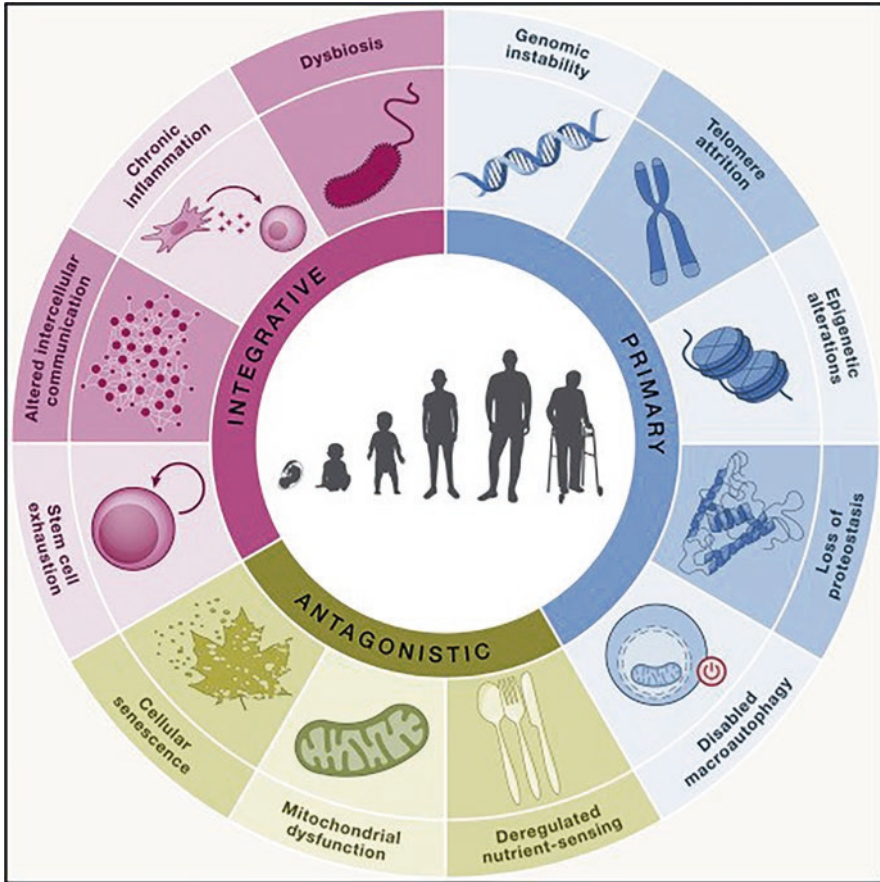 Dysbiosis
Genomic
instability
Telomere
attrition
Epigenetic
alterations
Loss of
proteostasis
Disabled
macroautophagy
Deregulated
nutrient-sensing
Mitochondrial
dysfunction
Cellular
senescence
Stem cell
exhaustion
Altered intercellular
communication
Chronic
inflammation
INTEGRATIVE
PRIMARY
ANTAGONISTIC